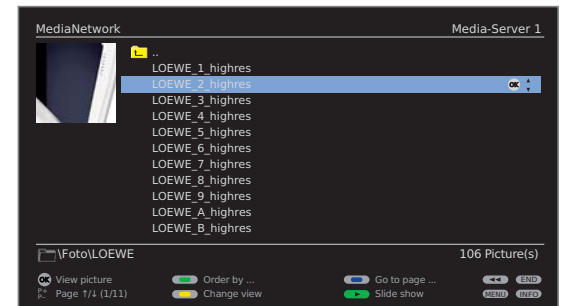 MediaNetwork Media-Server 1
..
LOEWE_1_highres
LOEWE_2_highres OK
LOEWE_3_highres
LOEWE_4_highres
LOEWE_5_highres
LOEWE_6_highres
LOEWE_7_highres
LOEWE_8_highres
LOEWE_9_highres
LOEWE_A_highres
LOEWE_B_highres
\Foto\LOEWE 106 Picture(s)
OK View picture Order by ... Go to page ... ◄◄ END
P+ P- Page ↑/↓ (1/11) Change view ► Slide show MENU INFO